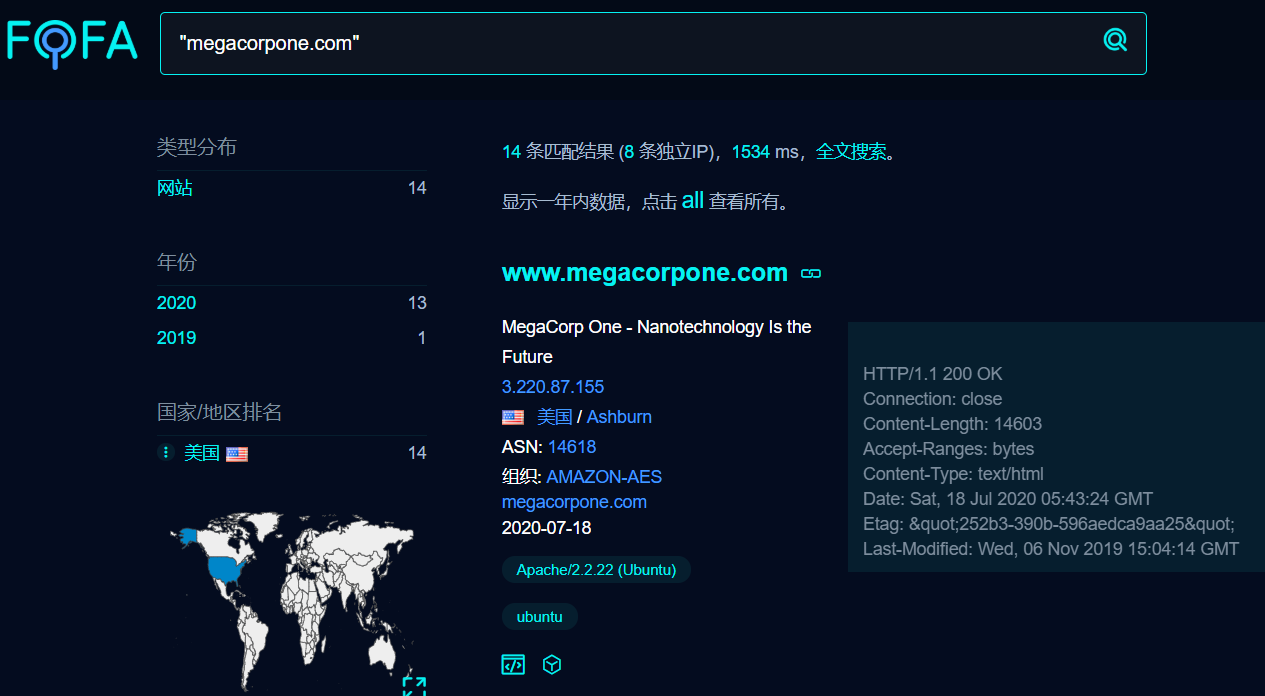 FOFA
"megacorpone.com"
类型分布
网站 14
年份
2020 13
2019 1
国家/地区排名
美国 14
14 条匹配结果 (8 条独立IP)，1534 ms，全文搜索。
显示一年内数据，点击 all 查看所有。
www.megacorpone.com
MegaCorp One - Nanotechnology Is the
Future
3.220.87.155
美国 / Ashburn
ASN: 14618
组织: AMAZON-AES
megacorpone.com
2020-07-18
Apache/2.2.22 (Ubuntu)
ubuntu
HTTP/1.1 200 OK
Connection: close
Content-Length: 14603
Accept-Ranges: bytes
Content-Type: text/html
Date: Sat, 18 Jul 2020 05:43:24 GMT
Etag: &quot;252b3-390b-596aedca9aa25&quot;
Last-Modified: Wed, 06 Nov 2019 15:04:14 GMT